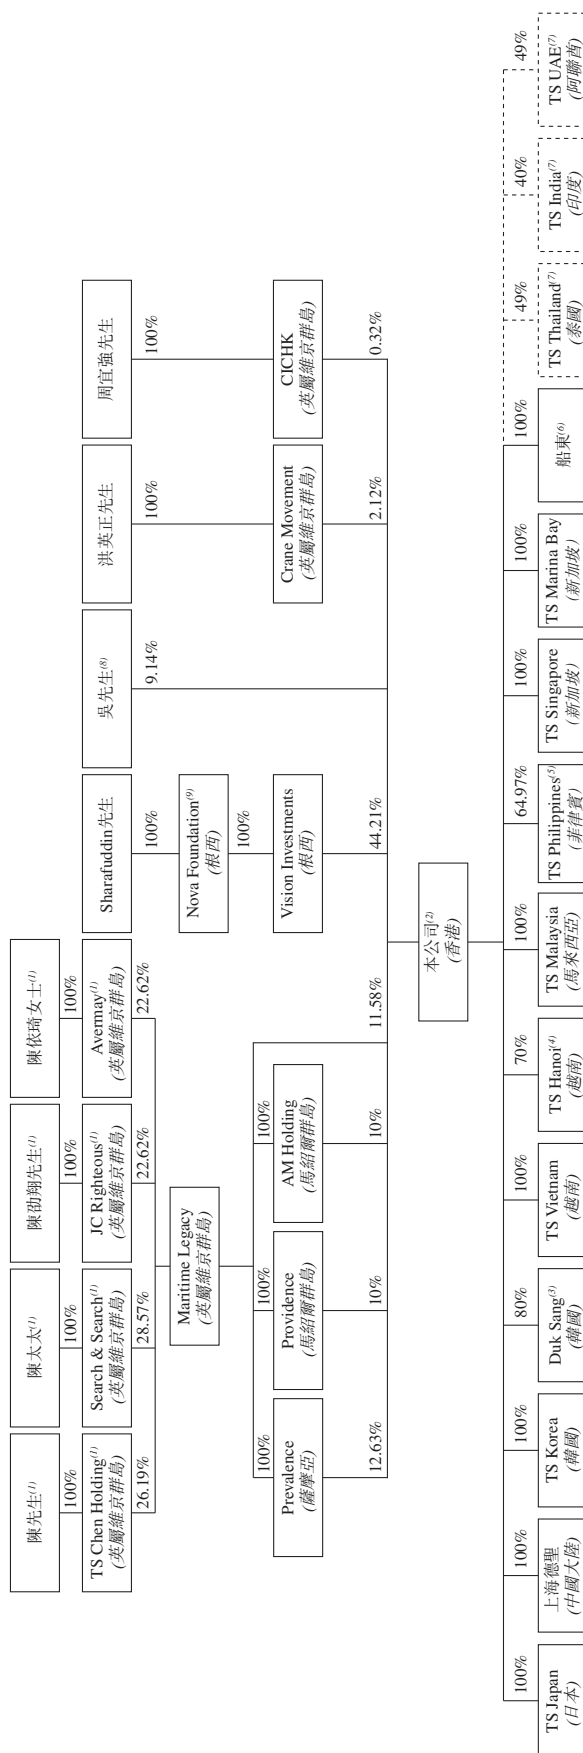 陳先生(1)
陳太太(1)
陳劭翔先生(1)
陳依琦女士(1)
100%
100%
100%
100%
TS Chen Holding(1)
(英屬維京群島)
Search & Search(1)
(英屬維京群島)
JC Righteous(1)
(英屬維京群島)
Avermay(1)
(英屬維京群島)
Sharafuddin先生
吳先生(8)
洪英正先生
周宜強先生
26.19%
28.57%
22.62%
22.62%
100%
9.14%
100%
100%
Maritime Legacy
(英屬維京群島)
Nova Foundation(9)
(根西)
100%
100%
100%
100%
Prevalence
(薩摩亞)
Providence
(馬紹爾群島)
AM Holding
(馬紹爾群島)
Vision Investments
(根西)
Crane Movement
(英屬維京群島)
CICHK
(英屬維京群島)
12.63%
10%
10%
11.58%
44.21%
2.12%
0.32%
本公司(2)
(香港)
100%
100%
100%
80%
100%
70%
100%
64.97%
100%
100%
100%
49%
40%
49%
TS Japan
(日本)
上海德聖
(中國大陸)
TS Korea
(韓國)
Duk Sang(3)
(韓國)
TS Vietnam
(越南)
TS Hanoi(4)
(越南)
TS Malaysia
(馬來西亞)
TS Philippines(5)
(菲律賓)
TS Singapore
(新加坡)
TS Marina Bay
(新加坡)
船東(6)
TS Thailand(7)
(泰國)
TS India(7)
(印度)
TS UAE(7)
(阿聯酋)